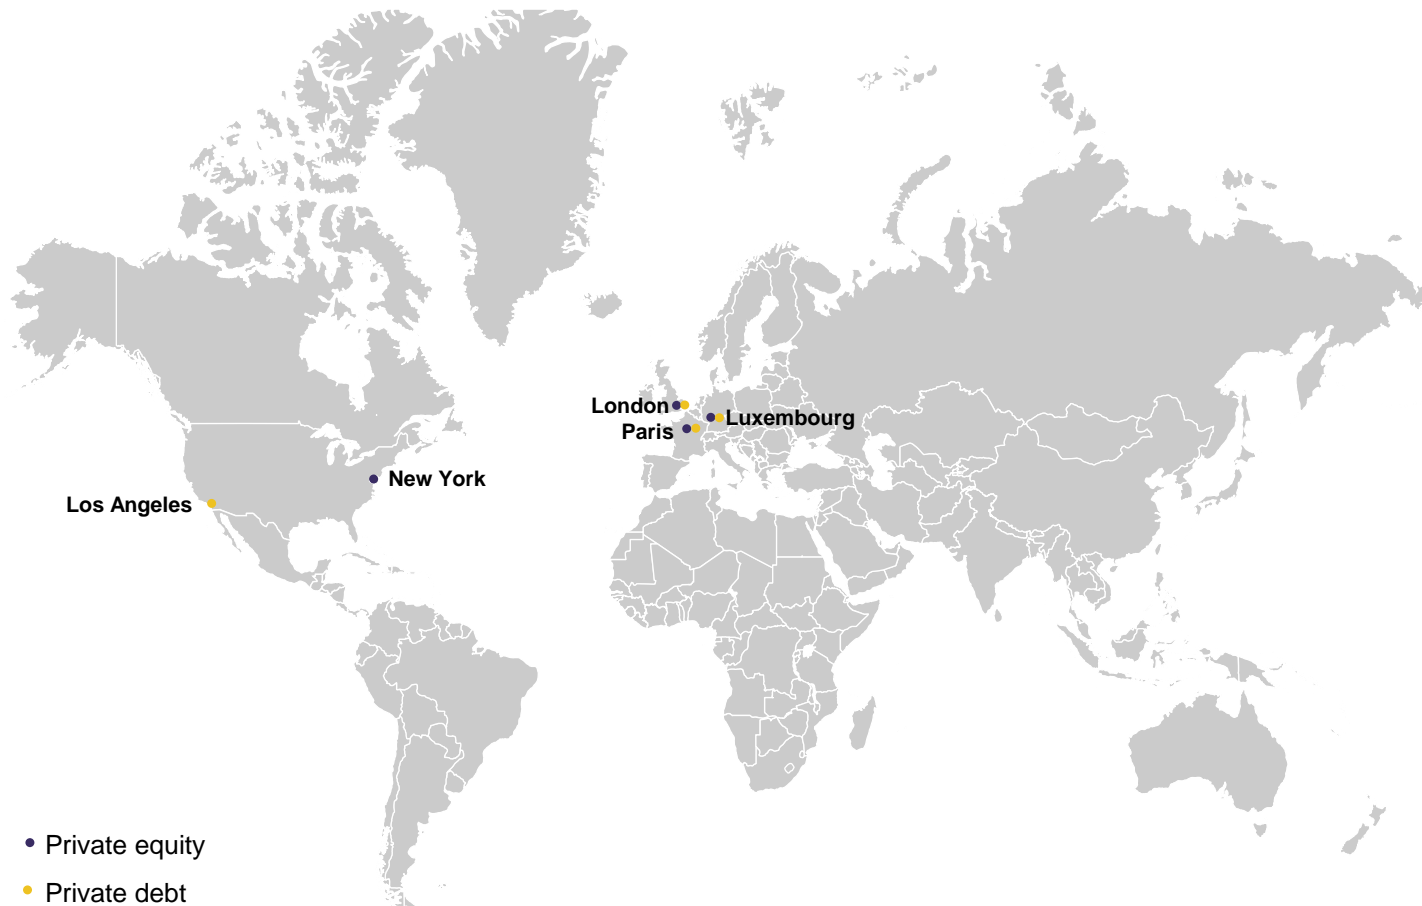 London
Luxembourg
Paris
New York
Los Angeles
Private equity
Private debt